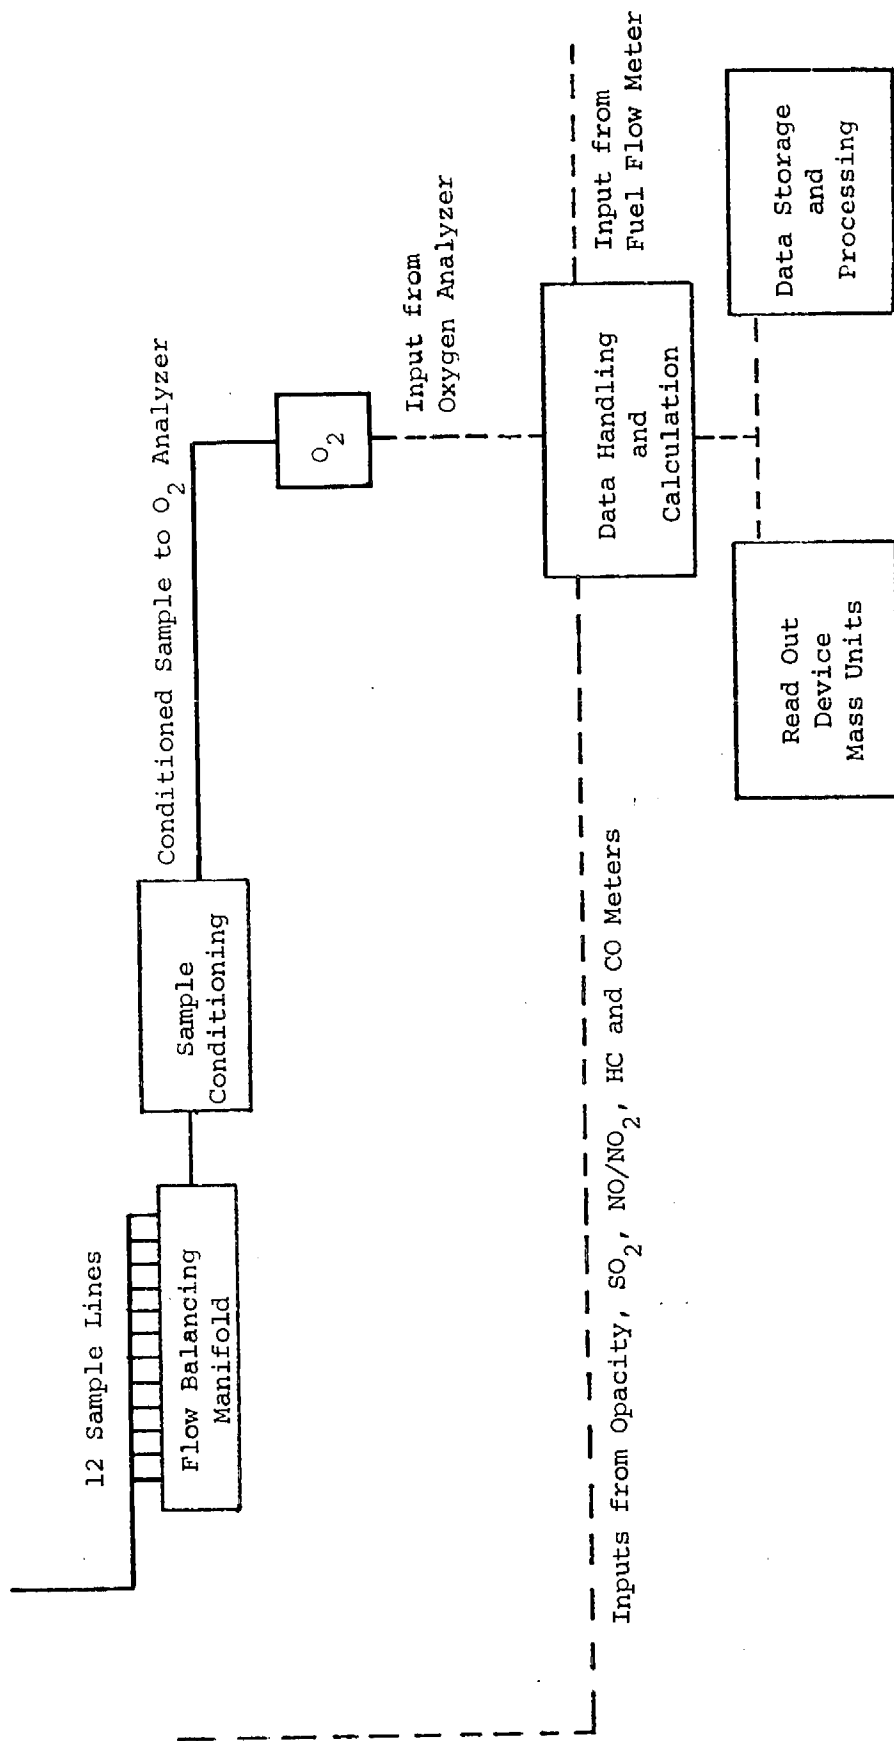 12 Sample Lines
Flow Balancing
Manifold
Sample
Conditioning
Conditioned Sample to O₂ Analyzer
O₂
Input from
Oxygen Analyzer
Inputs from Opacity, SO₂, NO/NO₂, HC and CO Meters
Data Handling
and
Calculation
Input from
Fuel Flow Meter
Read Out
Device
Mass Units
Data Storage
and
Processing